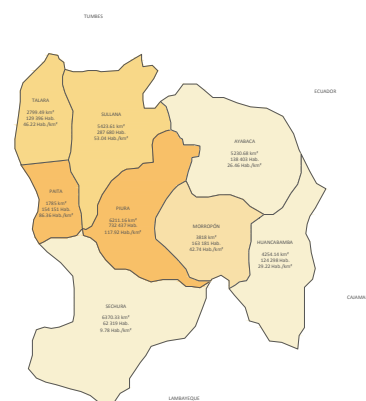 TUMBES
ECUADOR
TALARA
2799.49 km²
129 396 Hab.
46.22 Hab./km²
SULLANA
5423.61 km²
287 680 Hab.
53.04 Hab./km²
AYABACA
5230.68 km²
138 403 Hab.
26.46 Hab./km²
PAITA
1785 km²
154 151 Hab.
86.36 Hab./km²
PIURA
6211.16 km²
732 437 Hab.
117.92 Hab./km²
MORROPÓN
3818 km²
163 181 Hab.
42.74 Hab./km²
HUANCABAMBA
4254.14 km²
124 298 Hab.
29.22 Hab./km²
CAJAMA
SECHURA
6370.33 km²
62 319 Hab.
9.78 Hab./km²
LAMBAYEQUE